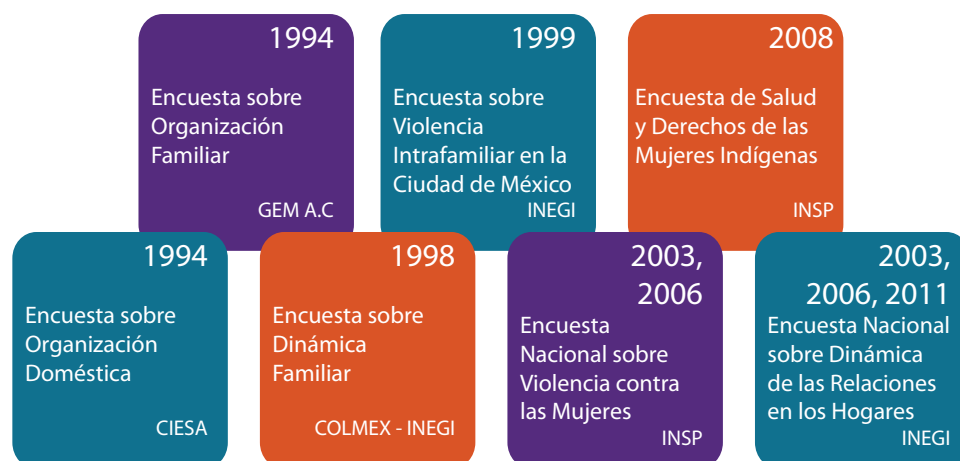 1994
Encuesta sobre
Organización
Familiar
GEM A.C
1999
Encuesta sobre
Violencia
Intrafamiliar en la
Ciudad de México
INEGI
2008
Encuesta de Salud
y Derechos de las
Mujeres Indígenas
INSP
1994
Encuesta sobre
Organización
Doméstica
CIESA
1998
Encuesta sobre
Dinámica
Familiar
COLMEX - INEGI
2003,
2006
Encuesta
Nacional sobre
Violencia contra
las Mujeres
INSP
2003,
2006, 2011
Encuesta Nacional
sobre Dinámica
de las Relaciones
en los Hogares
INEGI